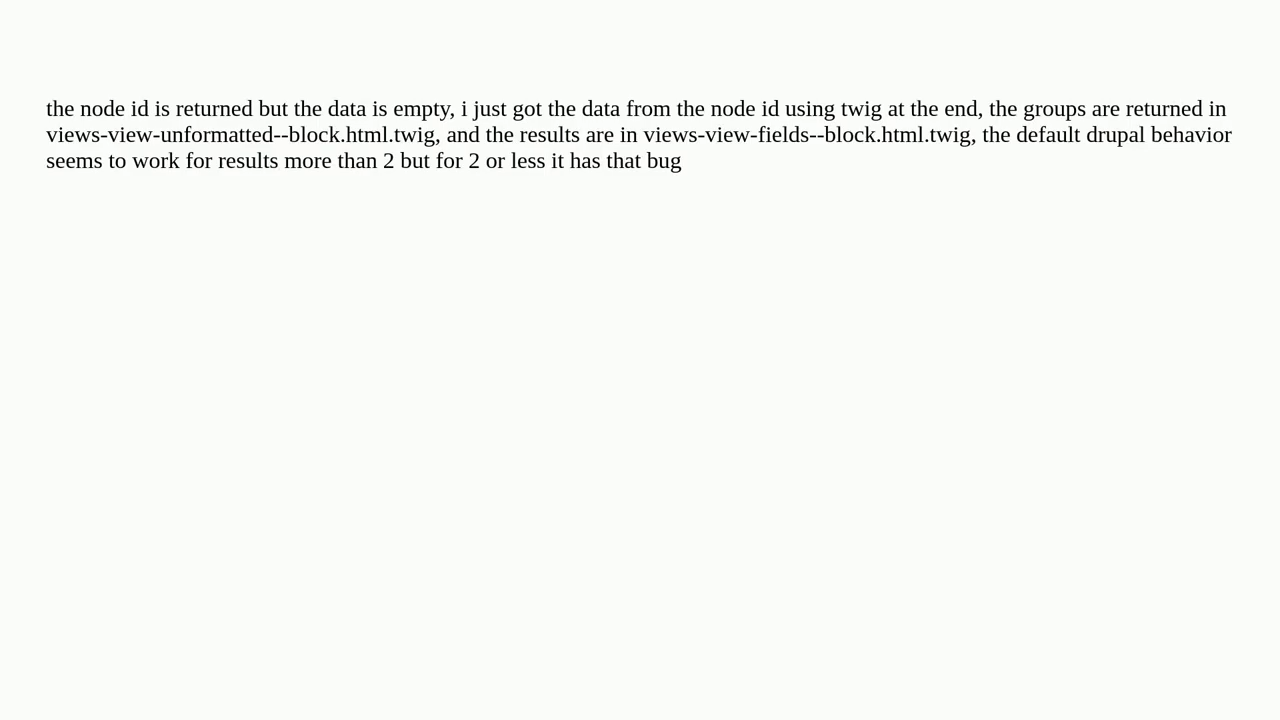 the node id is returned but the data is empty, i just got the data from the node id using twig at the end, the groups are returned in
views-view-unformatted--block.html.twig, and the results are in views-view-fields--block.html.twig, the default drupal behavior
seems to work for results more than 2 but for 2 or less it has that bug